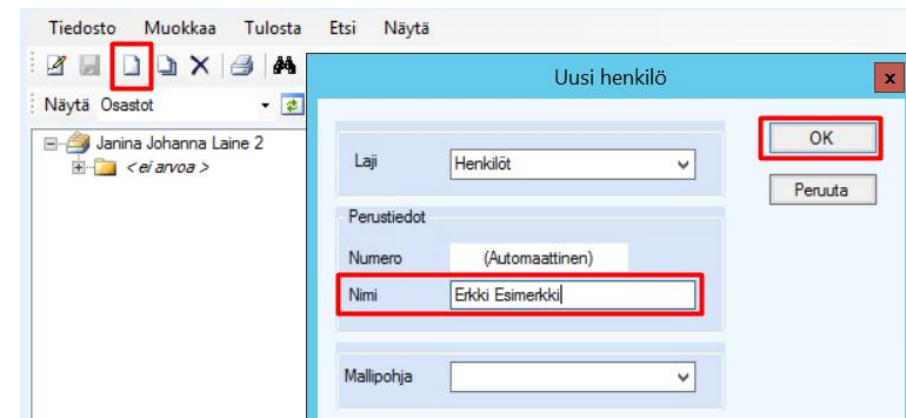 Tiedosto Muokkaa Tulosta Etsi Näytä
Näytä Osastot
Janina Johanna Laine 2
<ei arvoa >
Uusi henkilö
x
Laji Henkilöt
OK
Peruuta
Perustiedot
Numero (Automaattinen)
Nimi Erkki Esimerkki
Mallipohja